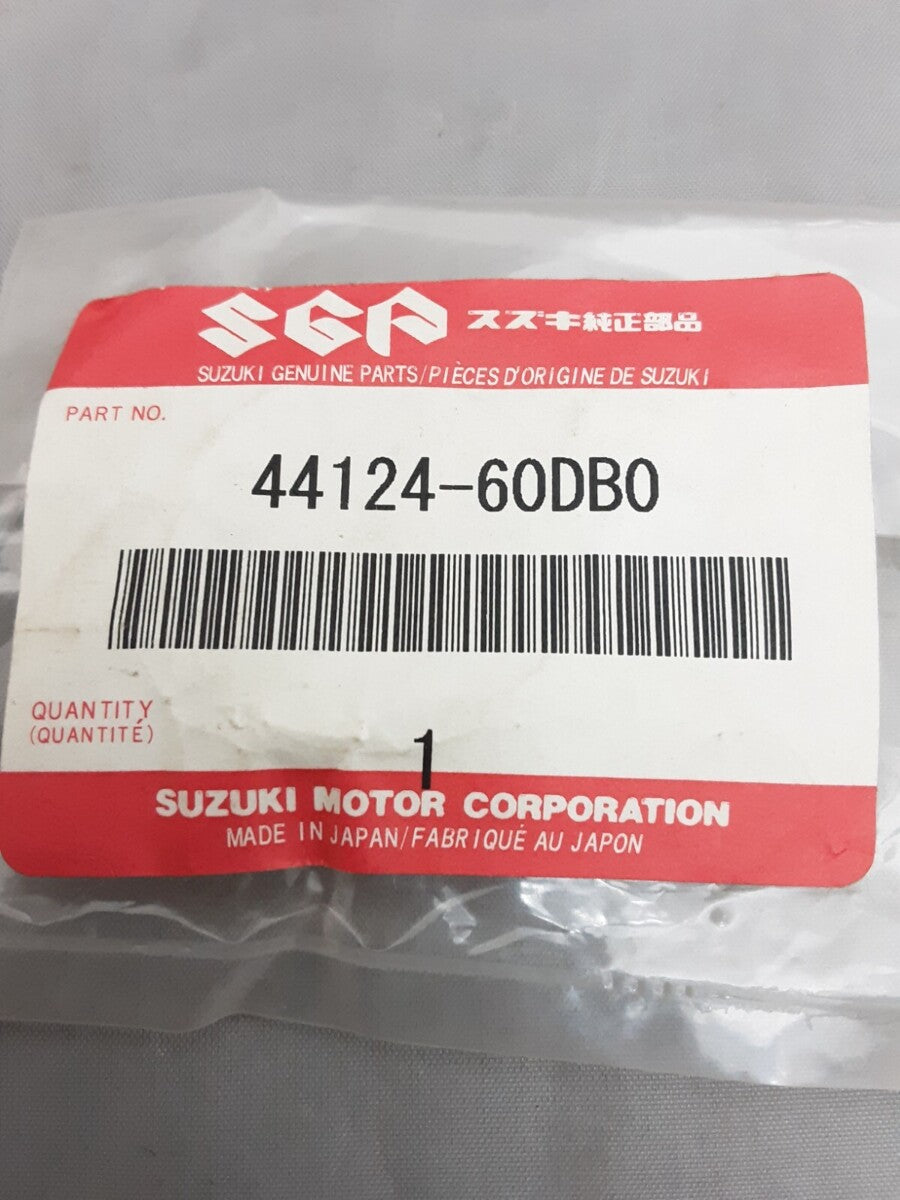 SGP スズキ純正部品
SUZUKI GENUINE PARTS/PIÈCES D'ORIGINE DE SUZUKI
PART NO.
44124-60DB0
QUANTITY
(QUANTITÉ)
1
SUZUKI MOTOR CORPORATION
MADE IN JAPAN/FABRIQUÉ AU JAPON